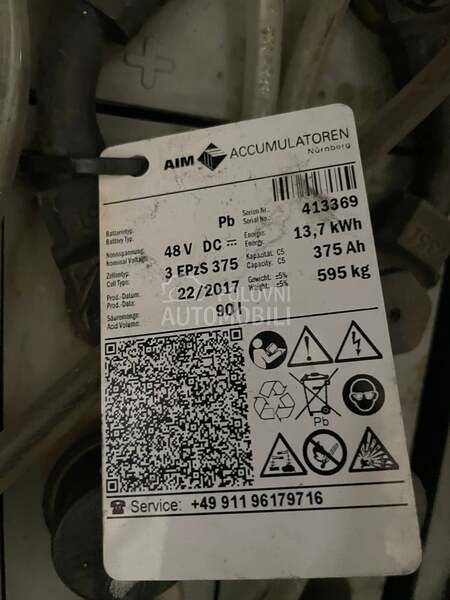 AIM ACCUMULATOREN
Nürnberg
Batterietyp: Battery Typ. Pb
Serien Nr.: Serial No. 413369
Nennspannung: Nominal Voltage: 48 V DC
Energie: Energy: 13,7 kWh
Zellentyp: Cell Type: 3 EPzS 375
Kapazität: C5 Capacity: C5 375 Ah
Prod.-Datum: Prod.-Date: 22/2017
Gewicht: ±5% Weight: ±5% 595 kg
Säuremenge: Acid Volume: 90 l
POLOVNI
AUTOMOBILI
Pb
Service: +49 911 96179716